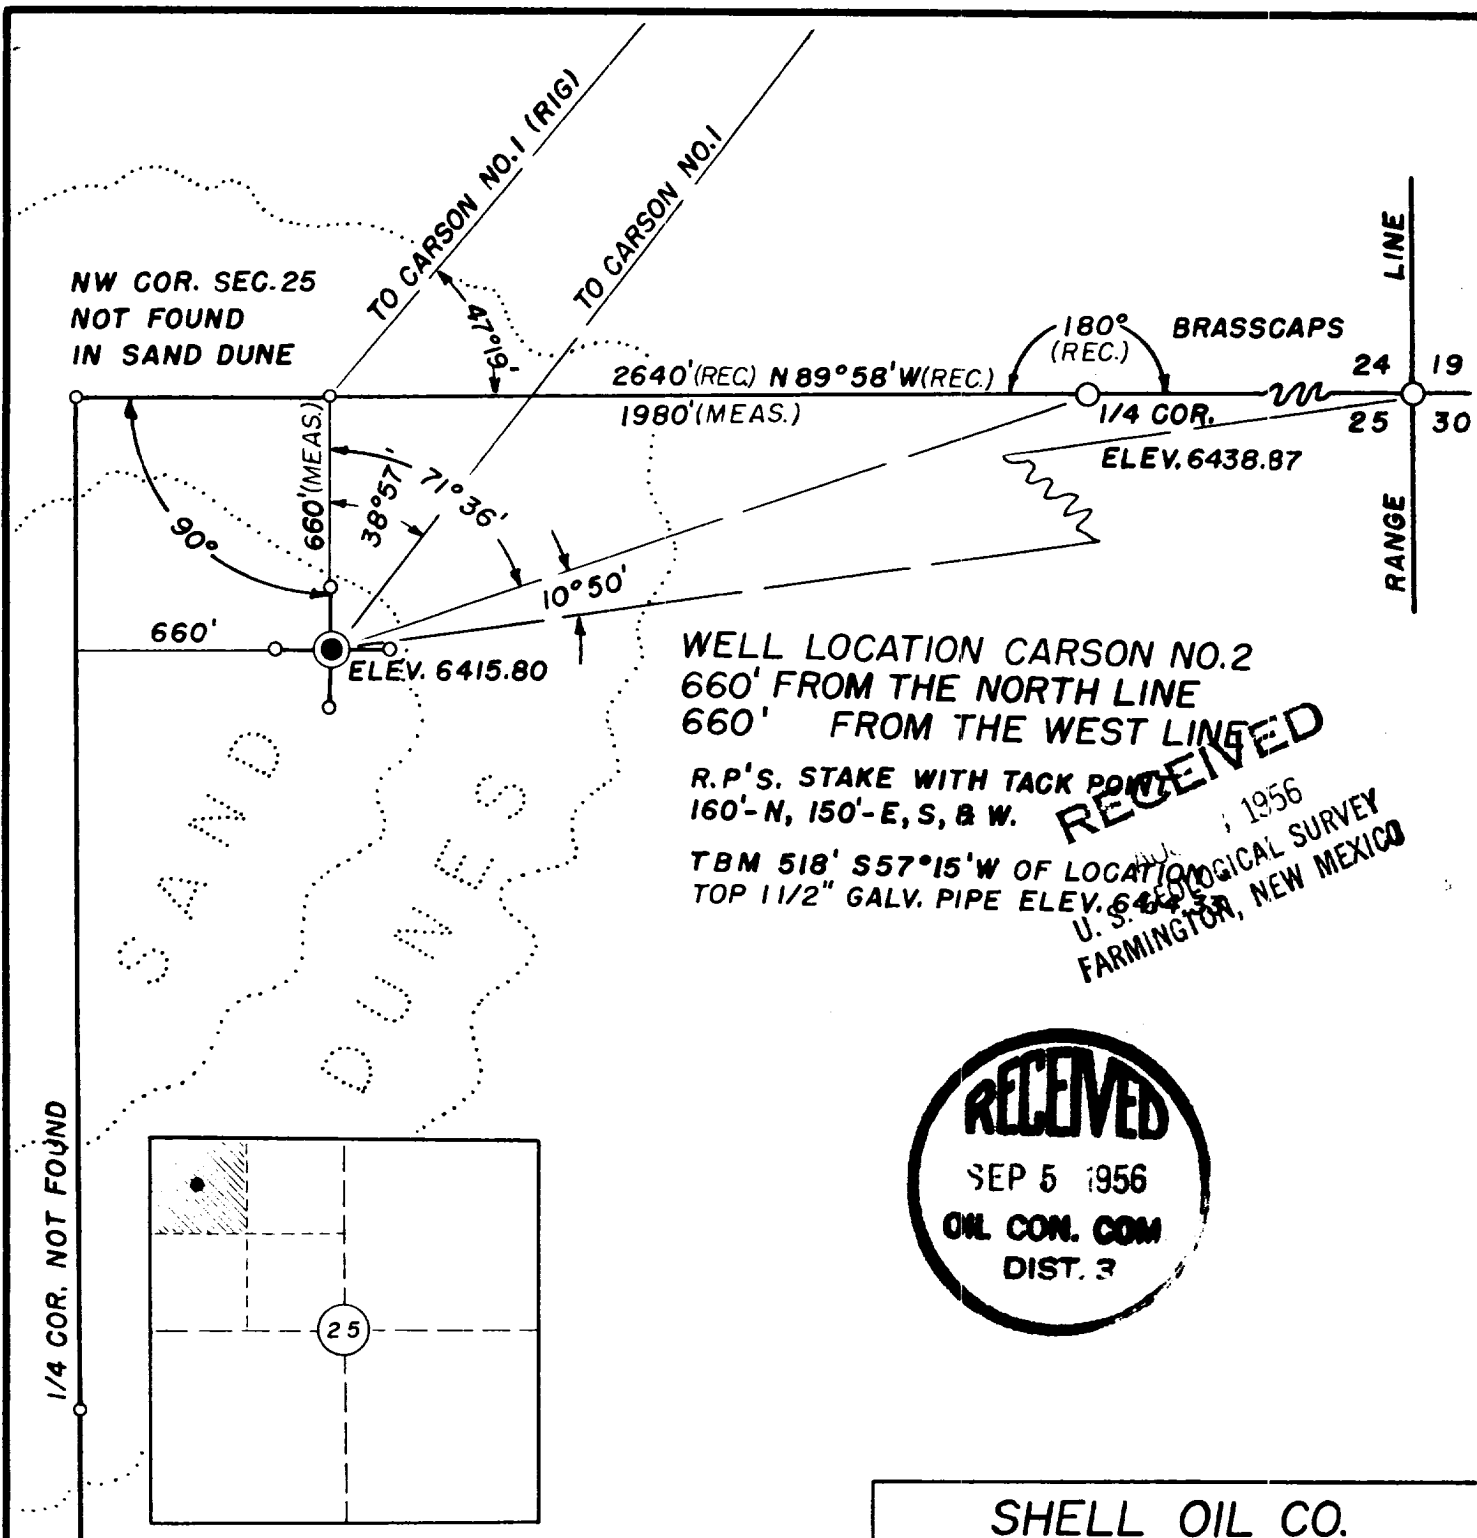 TO CARSON NO.1 (RIG)
TO CARSON NO.1
NW COR. SEC. 25
NOT FOUND
IN SAND DUNE
47°19'
180°
(REC.)
BRASSCAPS
LINE
24 19
25 30
RANGE
2640'(REC.) N 89°58'W(REC.)
1980'(MEAS.)
1/4 COR.
ELEV. 6438.87
660'(MEAS.)
38°57'
71°36'
90°
10°50'
660'
ELEV. 6415.80
WELL LOCATION CARSON NO.2
660' FROM THE NORTH LINE
660' FROM THE WEST LINE
R.P'S. STAKE WITH TACK POINT
160'-N, 150'-E, S, & W.
TBM 518' S57°15'W OF LOCATION
TOP 1 1/2" GALV. PIPE ELEV.
RECEIVED
1956
U. S. GEOLOGICAL SURVEY
FARMINGTON, NEW MEXICO
SAND
DUNES
RECEIVED
SEP 5 1956
OIL CON. COM
DIST. 3
1/4 COR. NOT FOUND
25
SHELL OIL CO.